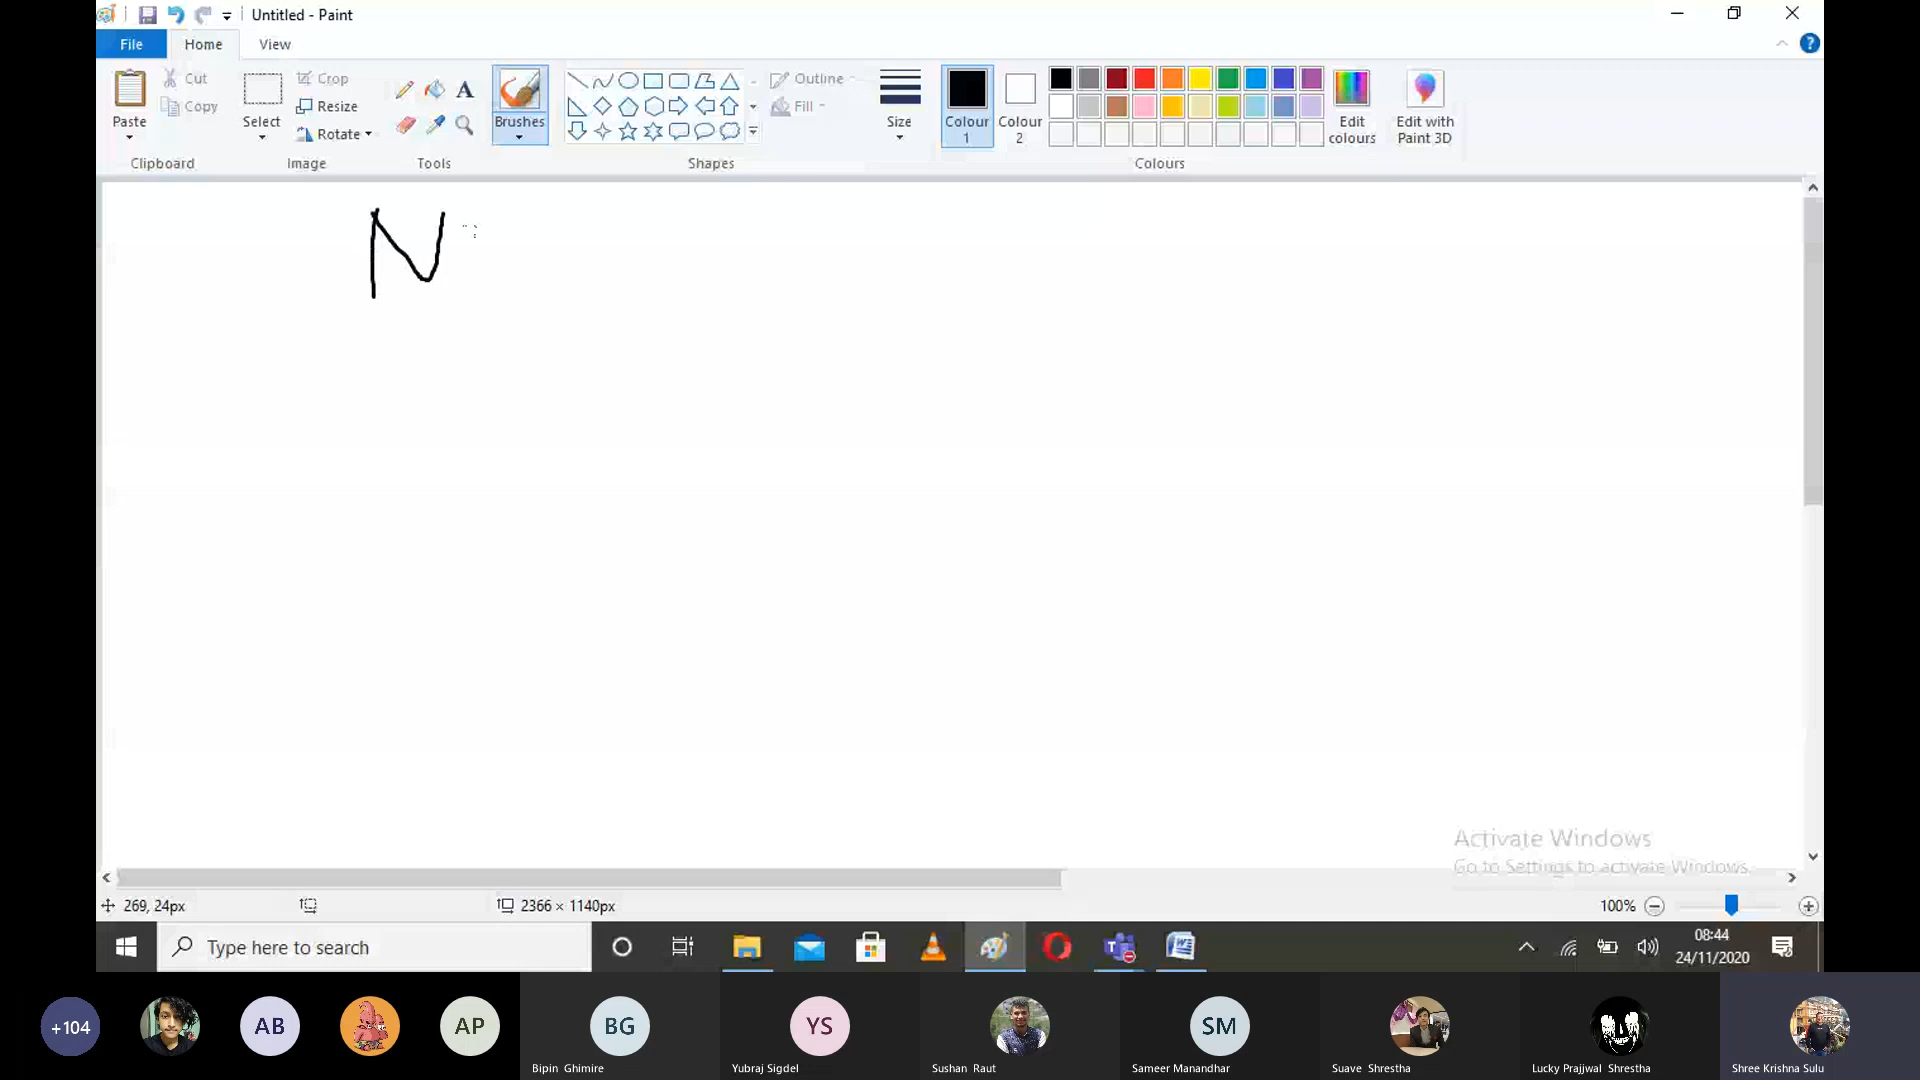 Untitled - Paint
File Home View
Paste Cut Copy
Clipboard
Select Crop Resize Rotate
Image
A
Tools
Brushes
Outline
Fill
Shapes
Size
Colour 1
Colour 2
Edit colours
Colours
Edit with Paint 3D
N
Activate Windows
Go to Settings to activate Windows.
269, 24px
2366 × 1140px
100%
Type here to search
08:44
24/11/2020
+104 AB AP BG YS SM
Bipin Ghimire Yubraj Sigdel Sushan Raut Sameer Manandhar Suave Shrestha Lucky Prajjwal Shrestha Shree Krishna Sulu